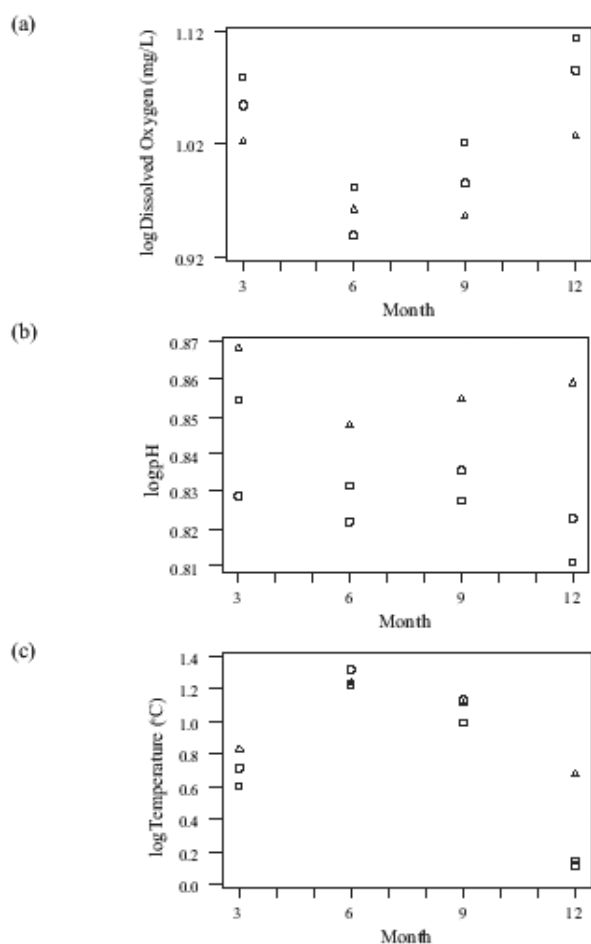 (a)
logDissolved Oxygen (mg/L)
1.12
1.02
0.92
3 6 9 12
Month
(b)
logpH
0.87
0.86
0.85
0.84
0.83
0.82
0.81
3 6 9 12
Month
(c)
logTemperature (°C)
1.4
1.2
1.0
0.8
0.6
0.4
0.2
0.0
3 6 9 12
Month